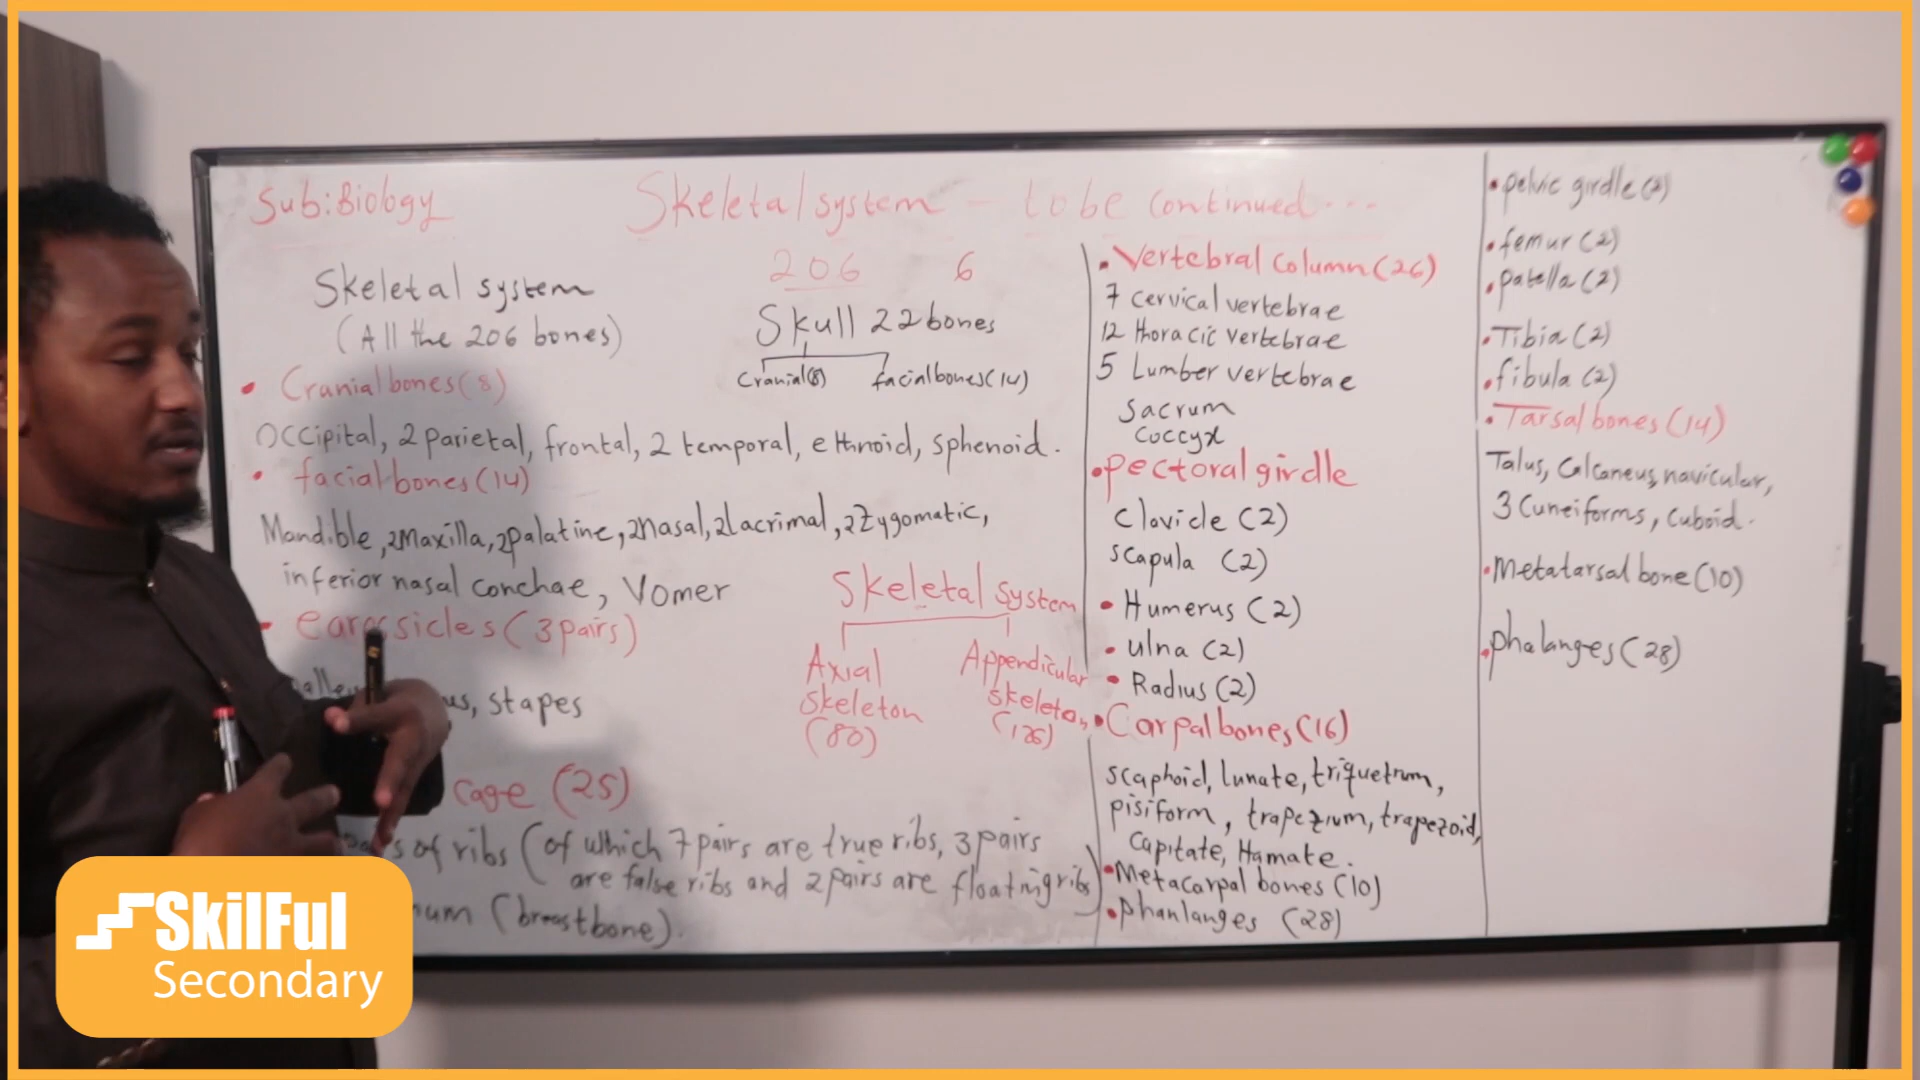 Sub:Biology
Skeletal system - to be continued...
Skeletal system
(All the 206 bones)
• Cranial bones(8)
Occipital, 2 parietal, frontal, 2 temporal, ethnoid, sphenoid.
• facial bones(14)
Mandible, 2Maxilla, 2palatine, 2nasal, 2lacrimal, 2Zygomatic,
inferior nasal conchae, Vomer
- ear ssicles (3 pairs)
stapes
cage (25)
of ribs (of which 7 pairs are true ribs, 3 pairs
are false ribs and 2 pairs are floating ribs)
(breastbone).
206 6
Skull 22 bones
Cranial(8) facial bones(14)
Skeletal System
Axial
Skeleton
(80)
Appendicular
skeleton
(126)
• Vertebral Column (26)
7 cervical vertebrae
12 thoracic vertebrae
5 Lumber vertebrae
Sacrum
Coccyx
• pectoral girdle
Clavicle (2)
scapula (2)
• Humerus (2)
• ulna (2)
• Radius (2)
• Carpal bones (16)
scaphoid, lunate, triquetrum,
pisiform, trapezium, trapezoid,
Capitate, Hamate.
• Metacarpal bones (10)
• phanlanges (28)
• pelvic girdle (2)
• femur (2)
• patella (2)
• Tibia (2)
• fibula (2)
• Tarsal bones (14)
Talus, Calcaneus, navicular,
3 Cuneiforms, Cuboid.
• Metatarsal bone (10)
• phalanges (28)
SkilFul
Secondary